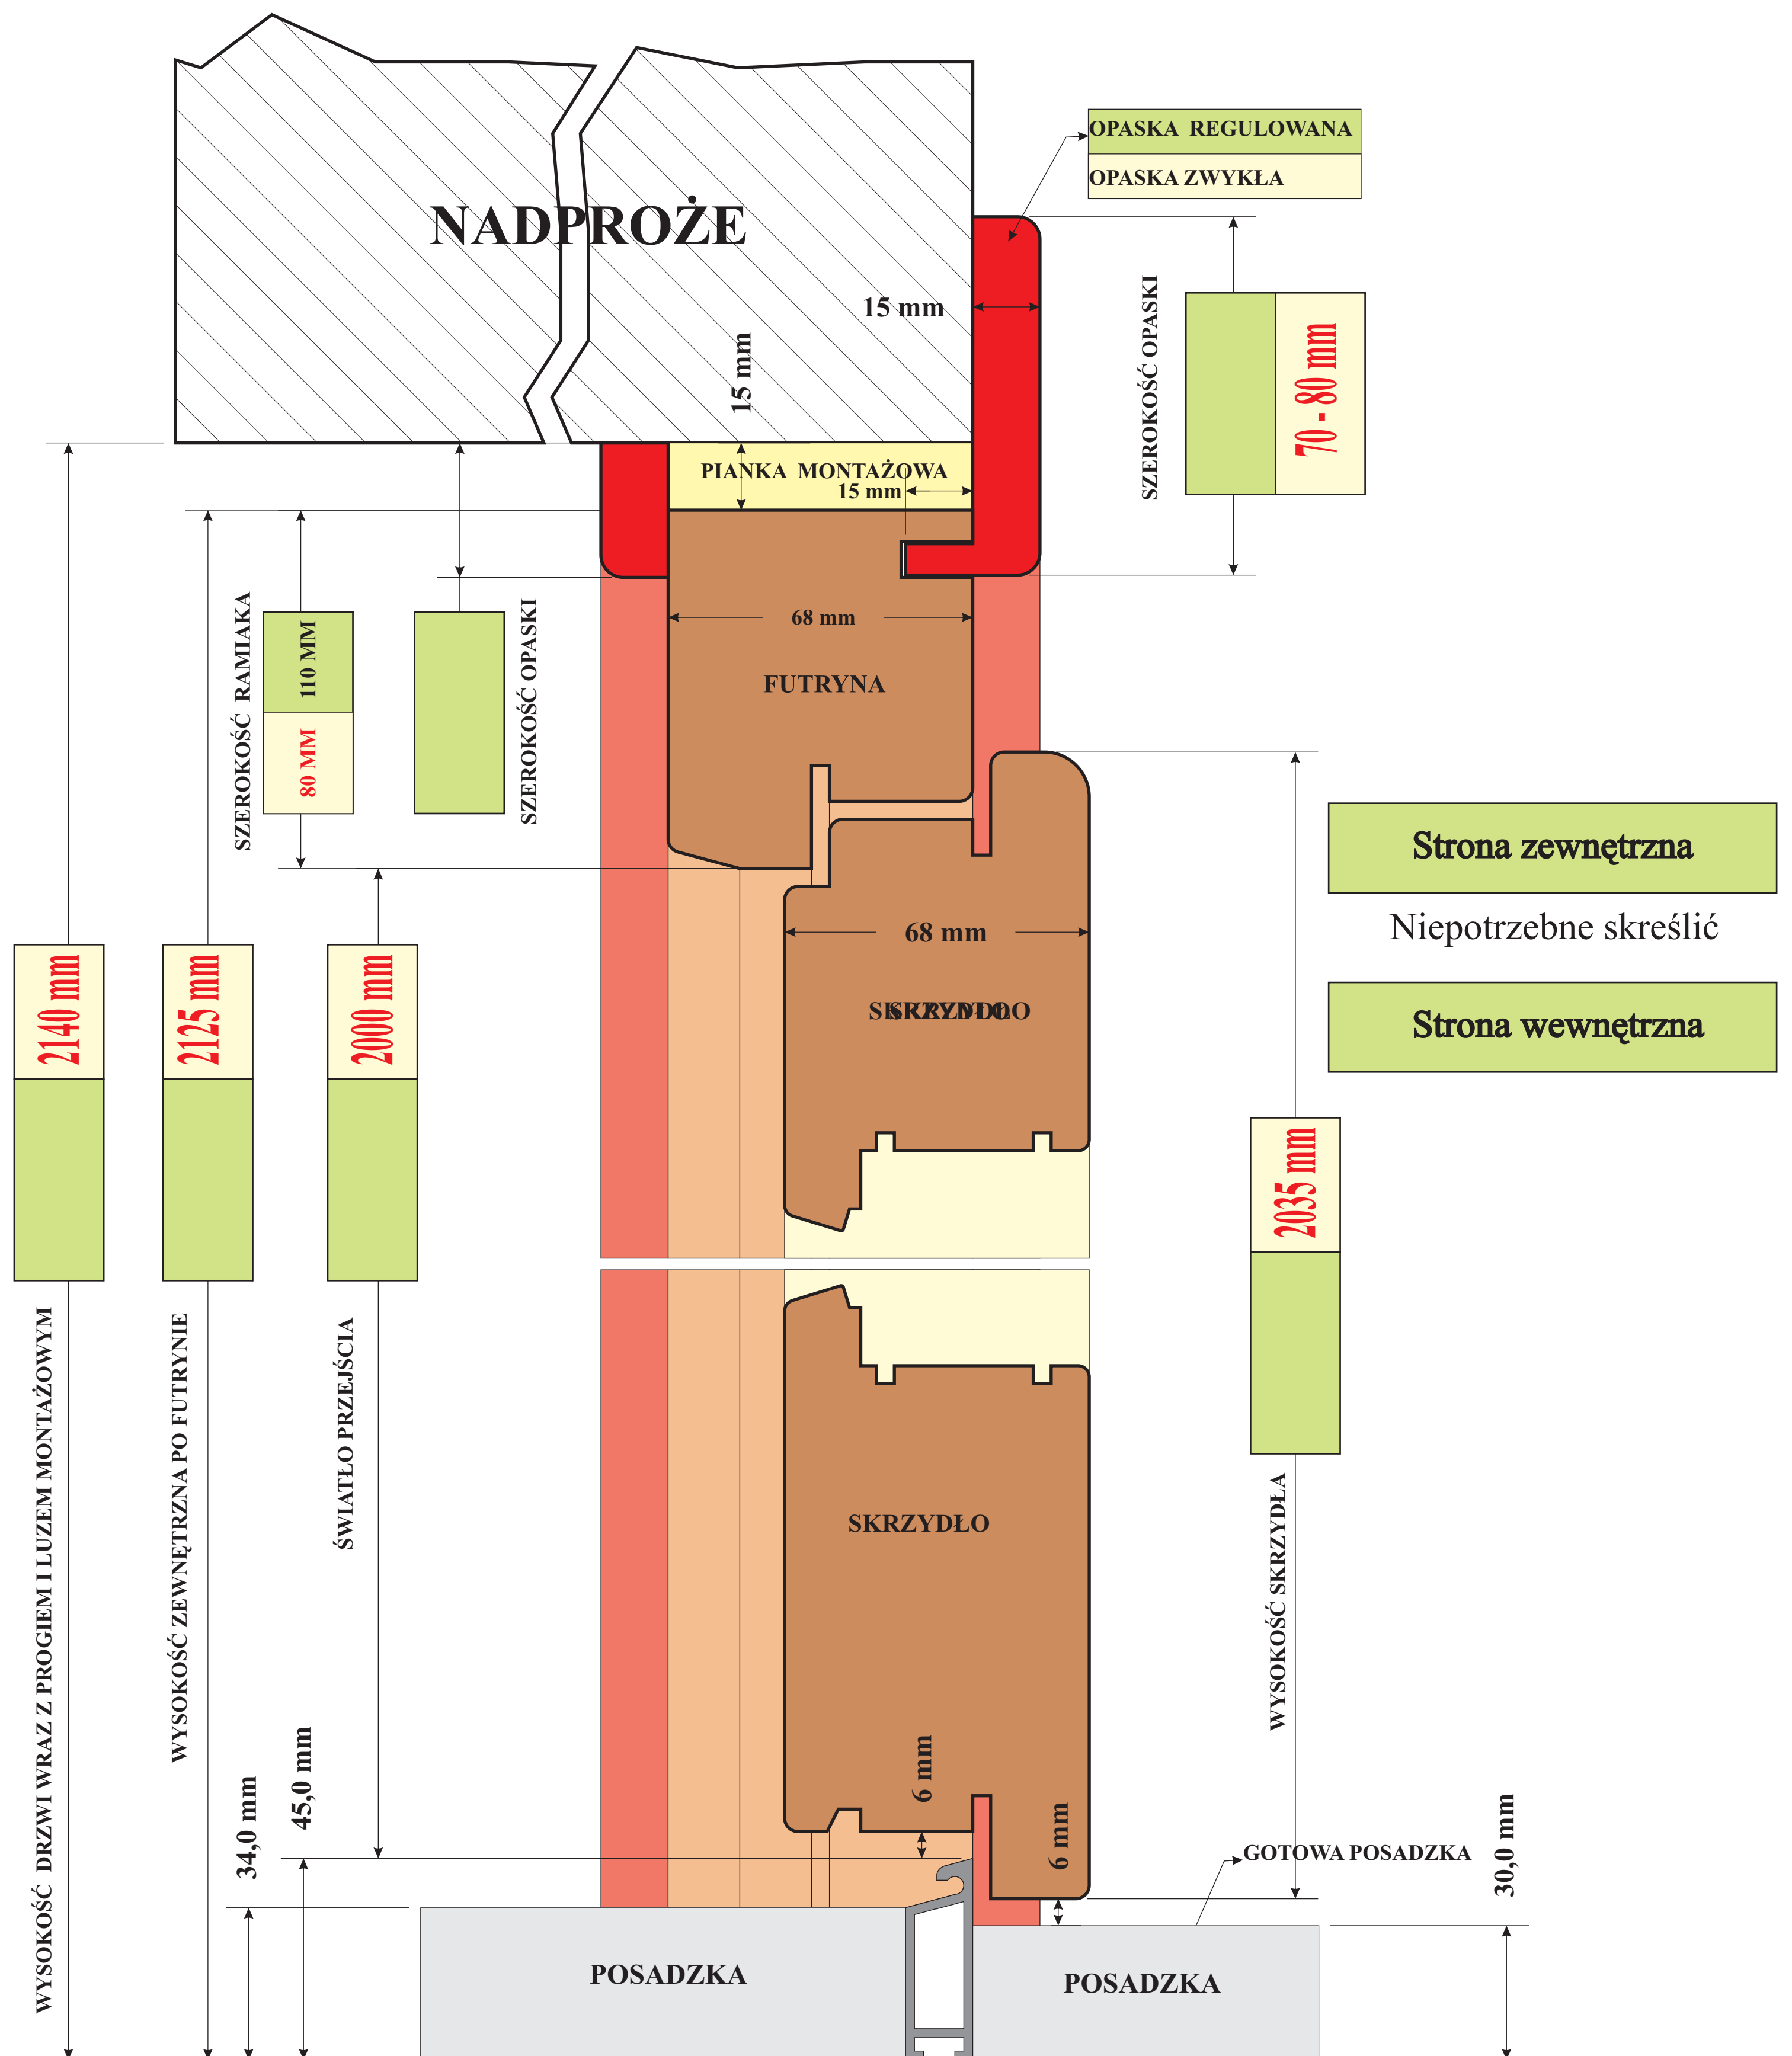 OPASKA REGULOWANA
OPASKA ZWYKŁA
NADPROŻE
15 mm
15 mm
SZEROKOŚĆ OPASKI
70 - 80 mm
PIANKA MONTAŻOWA
15 mm
SZEROKOŚĆ RAMIAKA
110 MM
80 MM
SZEROKOŚĆ OPASKI
68 mm
FUTRYNA
Strona zewnętrzna
Niepotrzebne skreślić
Strona wewnętrzna
68 mm
SKRZYDŁO
SKRZYDŁO
2140 mm
2125 mm
2000 mm
2035 mm
WYSOKOŚĆ DRZWI WRAZ Z PROGIEM I LUZEM MONTAŻOWYM
WYSOKOŚĆ ZEWNĘTRZNA PO FUTRYNIE
ŚWIATŁO PRZEJŚCIA
WYSOKOŚĆ SKRZYDŁA
SKRZYDŁO
34,0 mm
45,0 mm
6 mm
6 mm
GOTOWA POSADZKA
30,0 mm
POSADZKA
POSADZKA